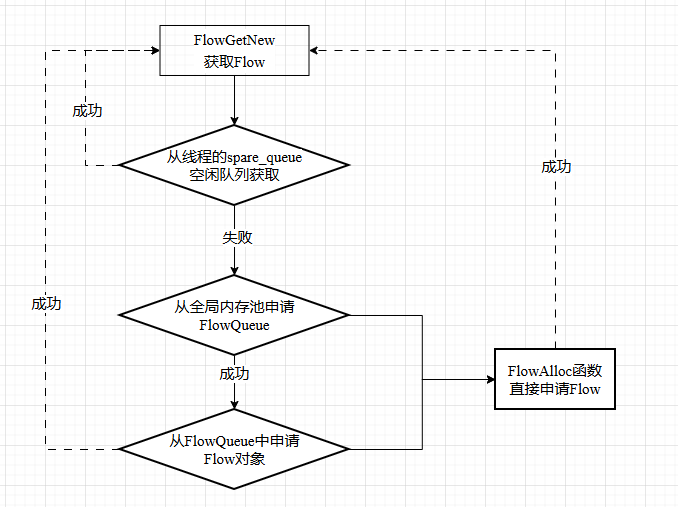 FlowGetNew
获取Flow
成功
从线程的spare_queue
空闲队列获取
成功
失败
从全局内存池申请
FlowQueue
成功
成功
FlowAlloc函数
直接申请Flow
从FlowQueue中申请
Flow对象